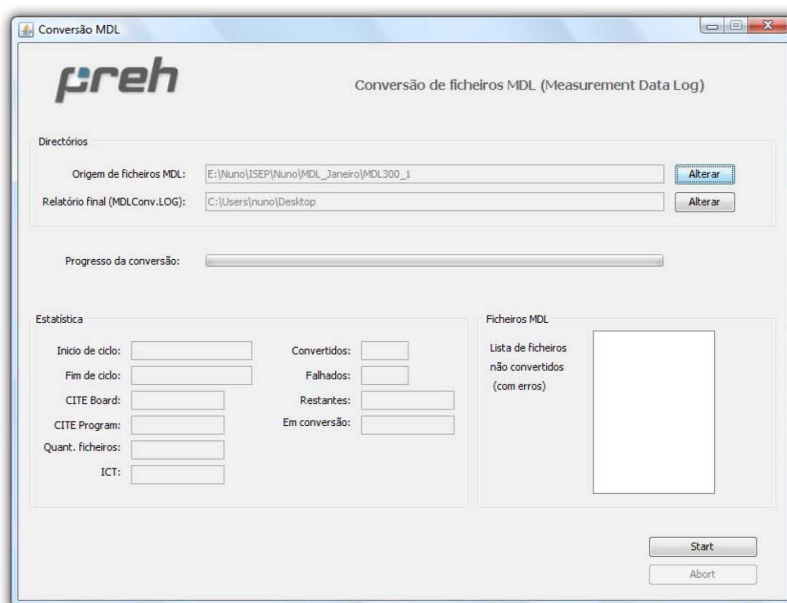 Conversão MDL
preh
Conversão de ficheiros MDL (Measurement Data Log)
Directórios
Origem de ficheiros MDL: E:\Nuno\ISEP\Nuno\MDL_Janeiro\MDL300_1 Alterar
Relatório final (MDLConv.LOG): C:\Users\nuno\Desktop Alterar
Progresso da conversão:
Estatística
Inicio de ciclo:
Fim de ciclo:
CITE Board:
CITE Program:
Quant. ficheiros:
ICT:
Convertidos:
Falhados:
Restantes:
Em conversão:
Ficheiros MDL
Lista de ficheiros
não convertidos
(com erros)
Start
Abort